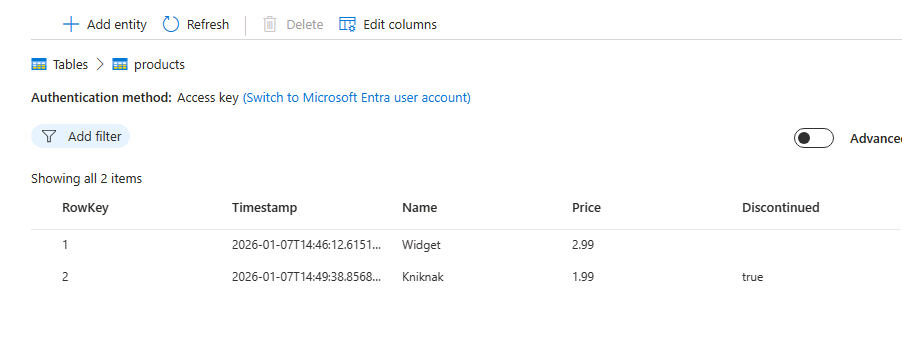 Add entity Refresh Delete Edit columns
Tables > products
Authentication method: Access key (Switch to Microsoft Entra user account)
Add filter
Showing all 2 items
RowKey Timestamp Name Price Discontinued
1 2026-01-07T14:46:12.6151... Widget 2.99
2 2026-01-07T14:49:38.8568... Kniknak 1.99 true